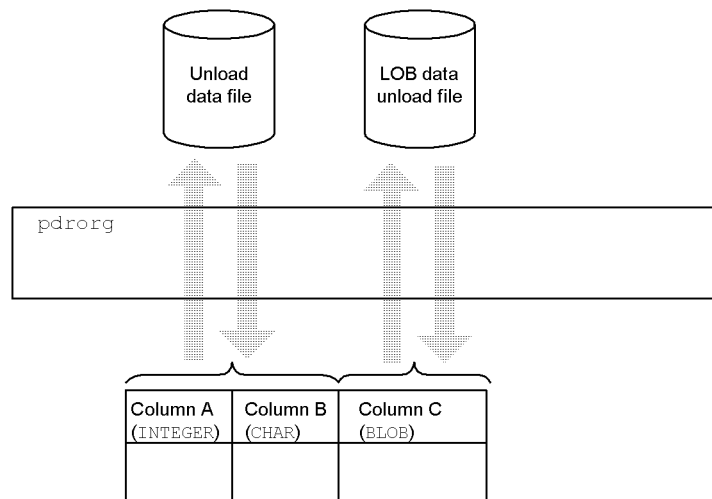 Unload
data file
LOB data
unload file
pdrorg
Column A
(INTEGER)
Column B
(CHAR)
Column C
(BLOB)